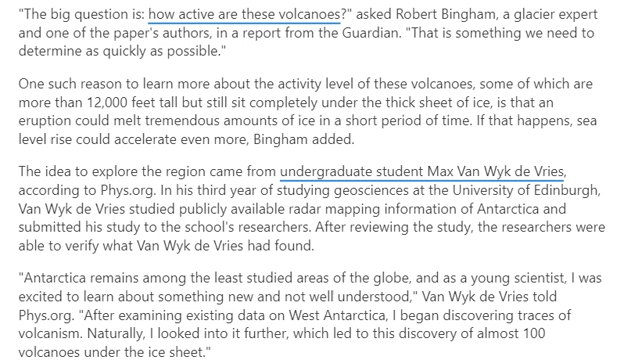 "The big question is: how active are these volcanoes?" asked Robert Bingham, a glacier expert
and one of the paper's authors, in a report from the Guardian. "That is something we need to
determine as quickly as possible."
One such reason to learn more about the activity level of these volcanoes, some of which are
more than 12,000 feet tall but still sit completely under the thick sheet of ice, is that an
eruption could melt tremendous amounts of ice in a short period of time. If that happens, sea
level rise could accelerate even more, Bingham added.
The idea to explore the region came from undergraduate student Max Van Wyk de Vries,
according to Phys.org. In his third year of studying geosciences at the University of Edinburgh,
Van Wyk de Vries studied publicly available radar mapping information of Antarctica and
submitted his study to the school's researchers. After reviewing the study, the researchers were
able to verify what Van Wyk de Vries had found.
"Antarctica remains among the least studied areas of the globe, and as a young scientist, I was
excited to learn about something new and not well understood," Van Wyk de Vries told
Phys.org. "After examining existing data on West Antarctica, I began discovering traces of
volcanism. Naturally, I looked into it further, which led to this discovery of almost 100
volcanoes under the ice sheet."